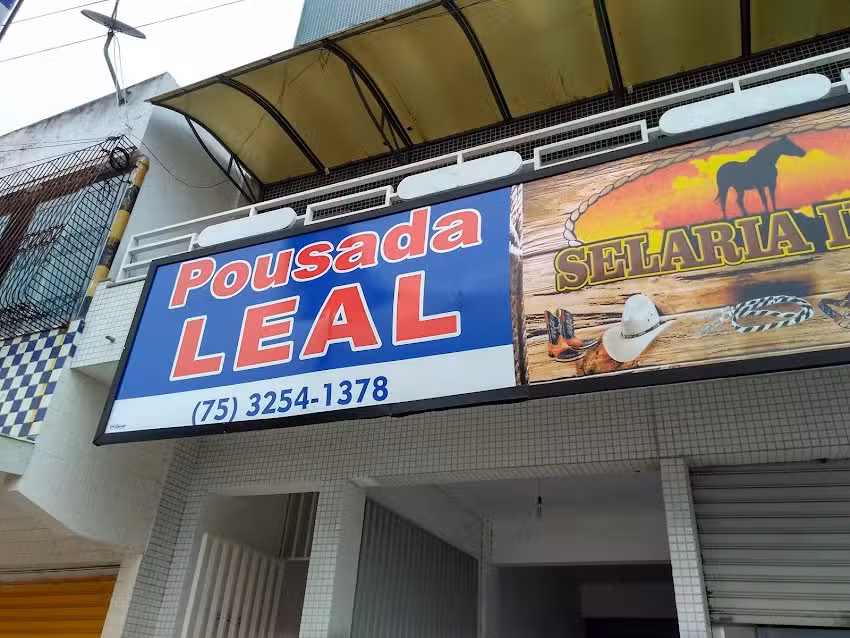 Pousada
LEAL
(75) 3254-1378
SELARIA